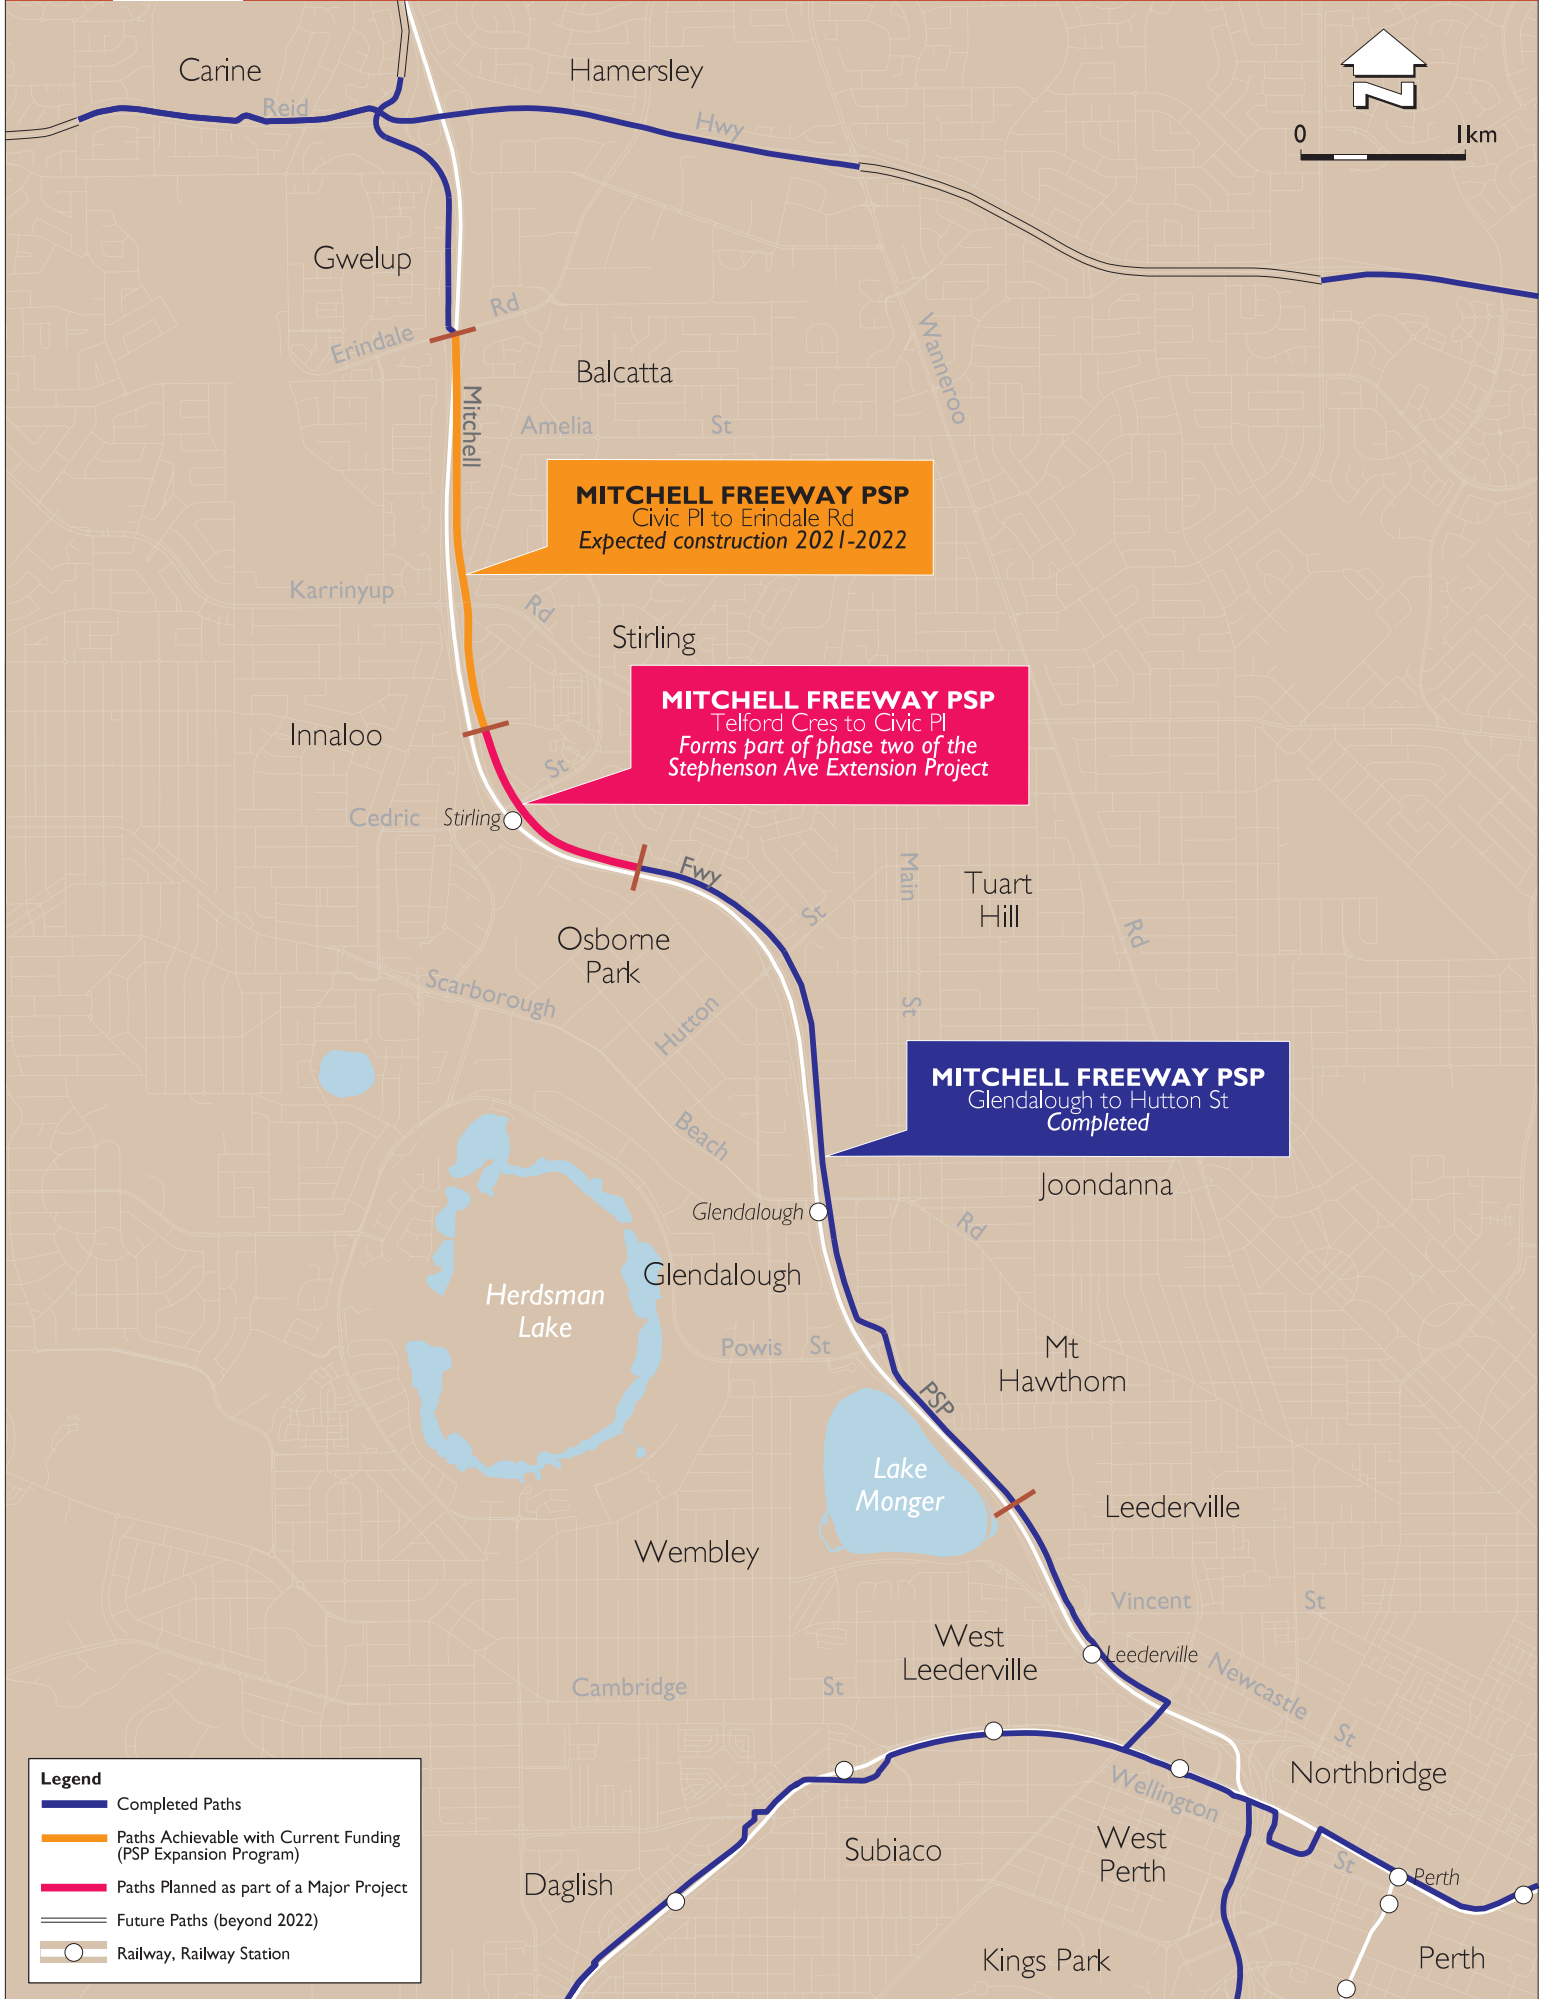 Carine
Hamersley
Reid
Hwy
N
0 1km
Gwelup
Erindale
Rd
Wanneroo
Balcatta
Mitchell
Amelia St
MITCHELL FREEWAY PSP
Civic Pl to Erindale Rd
Expected construction 2021-2022
Karrinyup
Rd
Stirling
MITCHELL FREEWAY PSP
Telford Cres to Civic Pl
Forms part of phase two of the
Stephenson Ave Extension Project
Innaloo
St
Cedric
Stirling
Fwy
Main
Tuart
Hill
St
Rd
Osborne
Park
Scarborough
Hutton
St
MITCHELL FREEWAY PSP
Glendalough to Hutton St
Completed
Beach
Joondanna
Glendalough
Rd
Glendalough
Herdsman
Lake
Powis St
Mt
Hawthorn
PSP
Lake
Monger
Leederville
Wembley
Vincent St
West
Leederville
Leederville
Newcastle
St
Cambridge St
Northbridge
Wellington
St
West
Perth
Subiaco
Daglish
Perth
Kings Park
Perth
Legend
Completed Paths
Paths Achievable with Current Funding
(PSP Expansion Program)
Paths Planned as part of a Major Project
Future Paths (beyond 2022)
Railway, Railway Station